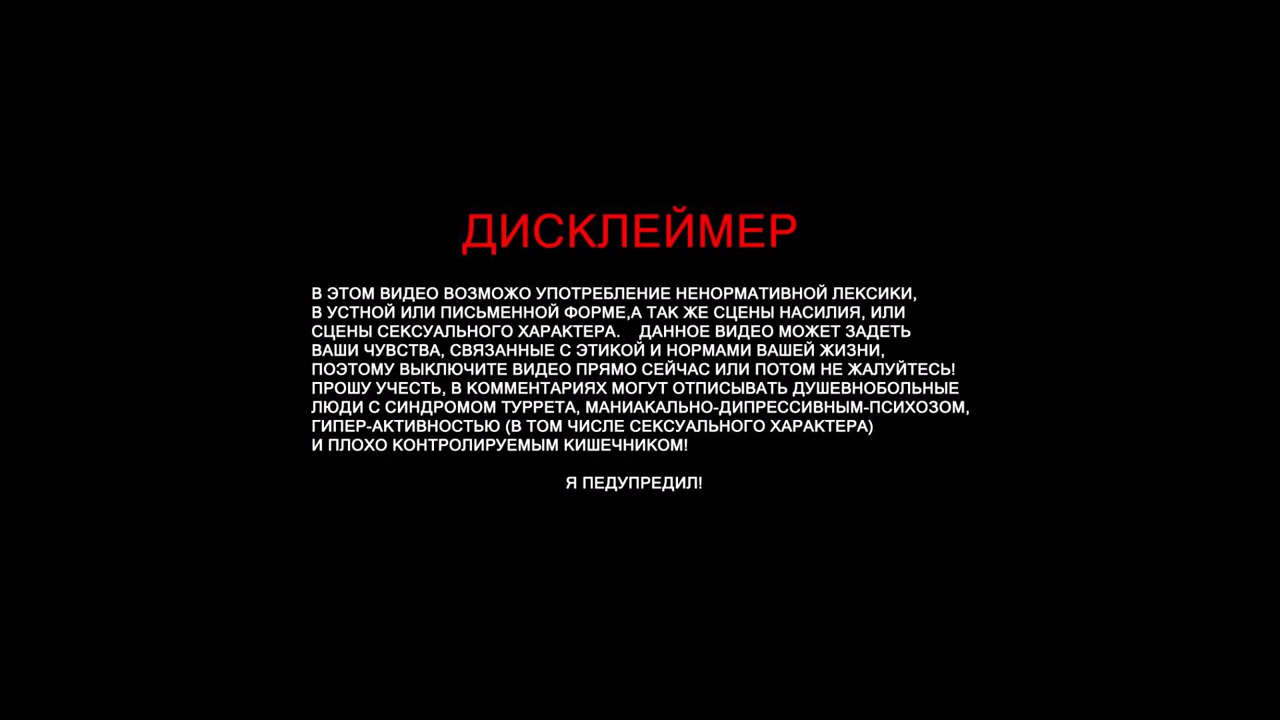 ДИСКЛЕЙМЕР
В ЭТОМ ВИДЕО ВОЗМОЖО УПОТРЕБЛЕНИЕ НЕНОРМАТИВНОЙ ЛЕКСИКИ,
В УСТНОЙ ИЛИ ПИСЬМЕННОЙ ФОРМЕ,А ТАК ЖЕ СЦЕНЫ НАСИЛИЯ, ИЛИ
СЦЕНЫ СЕКСУАЛЬНОГО ХАРАКТЕРА. ДАННОЕ ВИДЕО МОЖЕТ ЗАДЕТЬ
ВАШИ ЧУВСТВА, СВЯЗАННЫЕ С ЭТИКОЙ И НОРМАМИ ВАШЕЙ ЖИЗНИ,
ПОЭТОМУ ВЫКЛЮЧИТЕ ВИДЕО ПРЯМО СЕЙЧАС ИЛИ ПОТОМ НЕ ЖАЛУЙТЕСЬ!
ПРОШУ УЧЕСТЬ, В КОММЕНТАРИЯХ МОГУТ ОТПИСЫВАТЬ ДУШЕВНОБОЛЬНЫЕ
ЛЮДИ С СИНДРОМОМ ТУРРЕТА, МАНИАКАЛЬНО-ДИПРЕССИВНЫМ-ПСИХОЗОМ,
ГИПЕР-АКТИВНОСТЬЮ (В ТОМ ЧИСЛЕ СЕКСУАЛЬНОГО ХАРАКТЕРА)
И ПЛОХО КОНТРОЛИРУЕМЫМ КИШЕЧНИКОМ!
Я ПЕДУПРЕДИЛ!